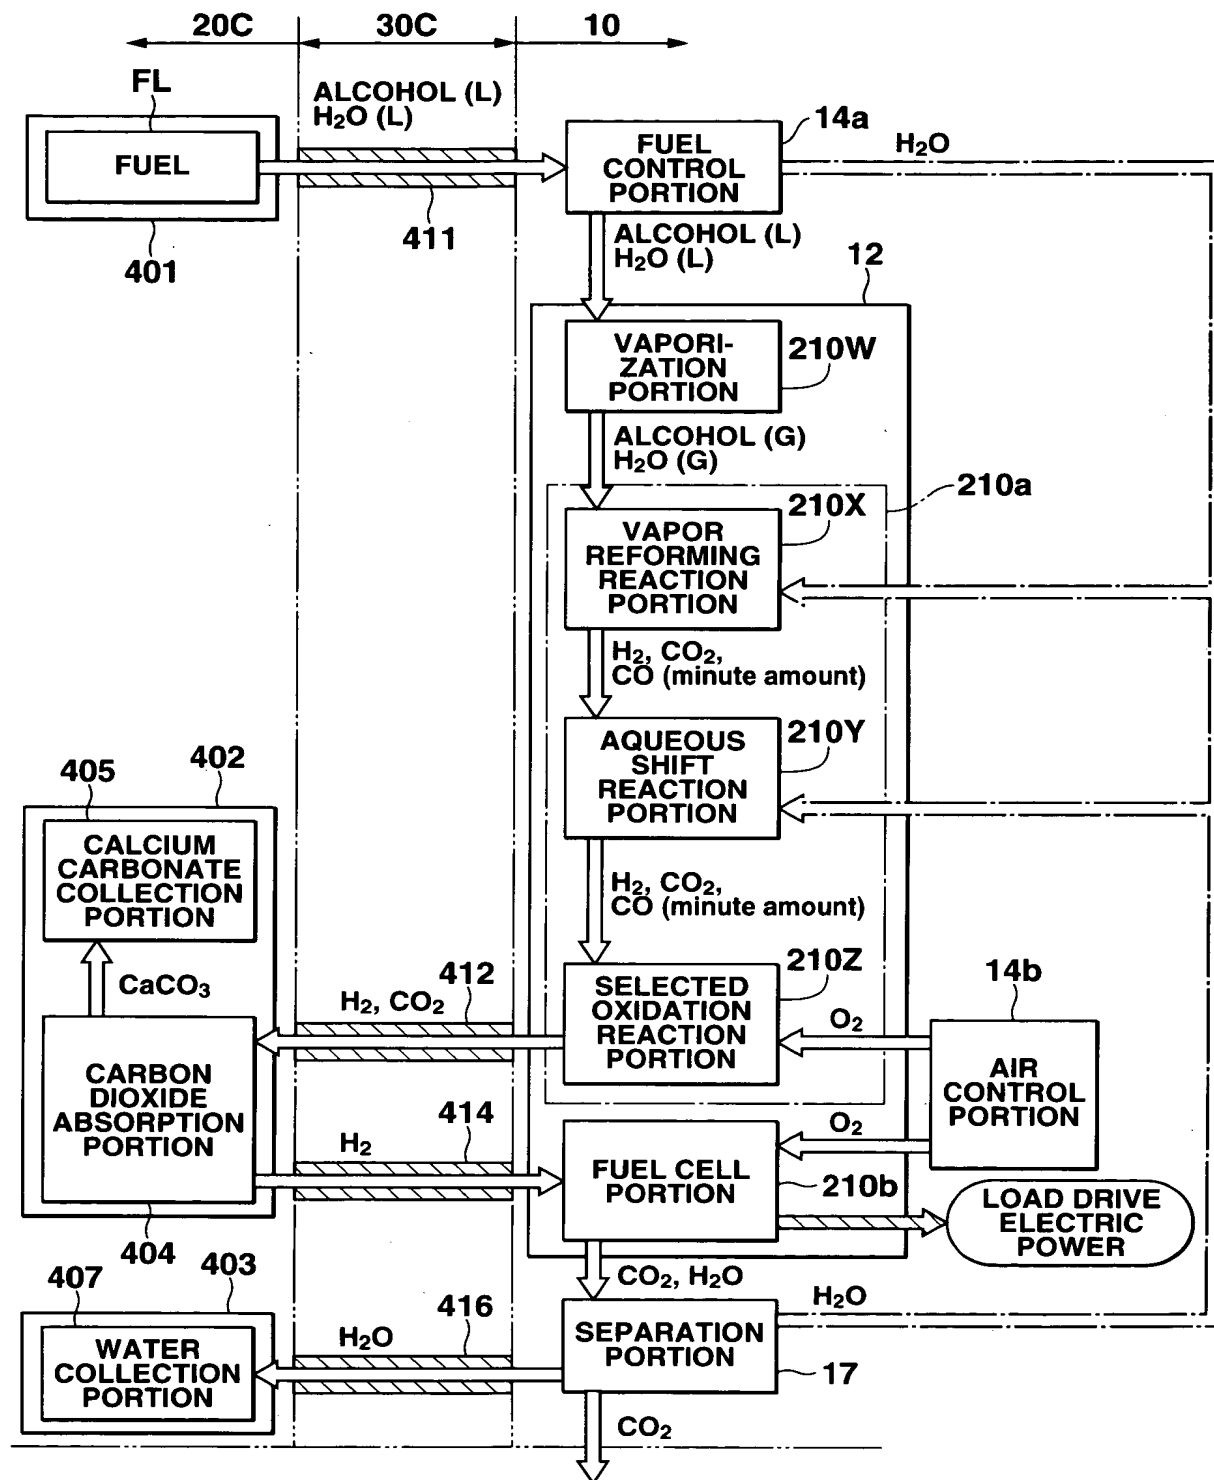 20C
30C
10
FL
ALCOHOL (L)
H₂O (L)
FUEL
401
411
14a
FUEL
CONTROL
PORTION
H₂O
ALCOHOL (L)
H₂O (L)
12
VAPORI-
ZATION
PORTION
210W
ALCOHOL (G)
H₂O (G)
210a
210X
VAPOR
REFORMING
REACTION
PORTION
H₂, CO₂,
CO (minute amount)
210Y
AQUEOUS
SHIFT
REACTION
PORTION
H₂, CO₂,
CO (minute amount)
402
405
CALCIUM
CARBONATE
COLLECTION
PORTION
CaCO₃
CARBON
DIOXIDE
ABSORPTION
PORTION
404
412
H₂, CO₂
210Z
SELECTED
OXIDATION
REACTION
PORTION
14b
O₂
AIR
CONTROL
PORTION
O₂
414
H₂
FUEL CELL
PORTION
210b
LOAD DRIVE
ELECTRIC
POWER
CO₂, H₂O
407
403
WATER
COLLECTION
PORTION
416
H₂O
SEPARATION
PORTION
H₂O
17
CO₂